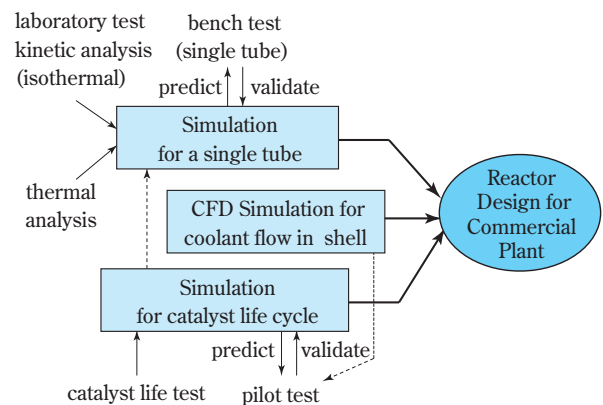 laboratory test
kinetic analysis
(isothermal)
bench test
(single tube)
predict
validate
Simulation
for a single tube
thermal
analysis
CFD Simulation for
coolant flow in shell
Reactor
Design for
Commercial
Plant
Simulation
for catalyst life cycle
predict
validate
catalyst life test
pilot test